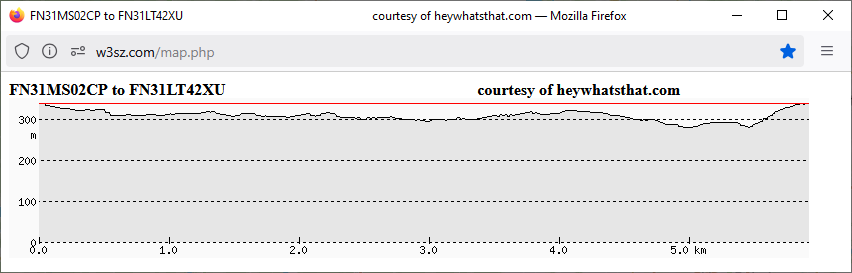 FN31MS02CP to FN31LT42XU courtesy of heywhatsthat.com — Mozilla Firefox
w3sz.com/map.php
FN31MS02CP to FN31LT42XU courtesy of heywhatsthat.com
300
m
200
100
0
0.0 1.0 2.0 3.0 4.0 5.0 km